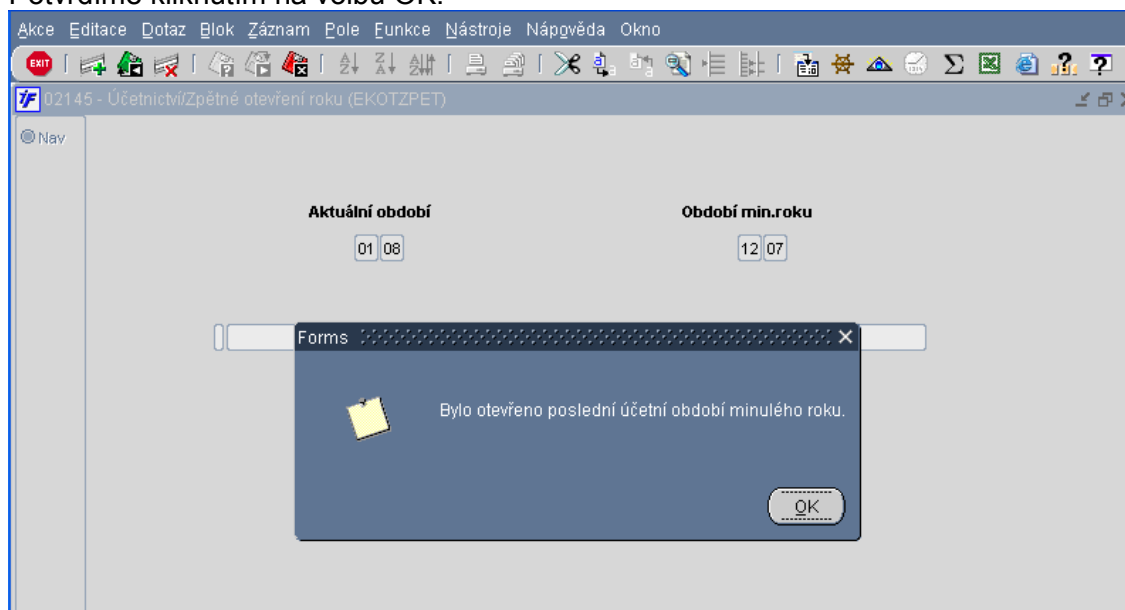 Potvrdíme kliknutím na volbu OK.
Akce Editace Dotaz Blok Záznam Pole Funkce Nástroje Nápověda Okno
EXIT
02145 - Účetnictví/Zpětné otevření roku (EKOTZPET)
Nav
Aktuální období Období min.roku
01 08 12 07
Forms
Bylo otevřeno poslední účetní období minulého roku.
OK